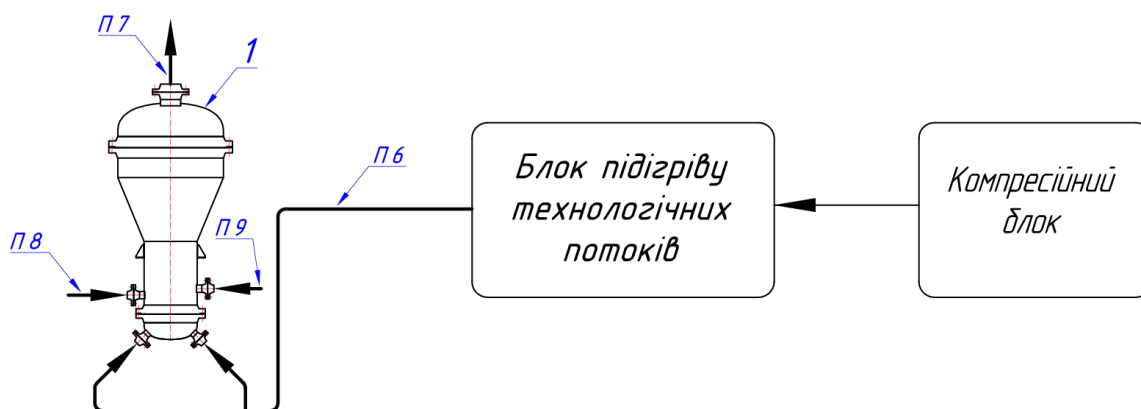 П 7
1
П 6
Блок підігріву
технологічних
потоків
Компресійний
блок
П 8
П 9